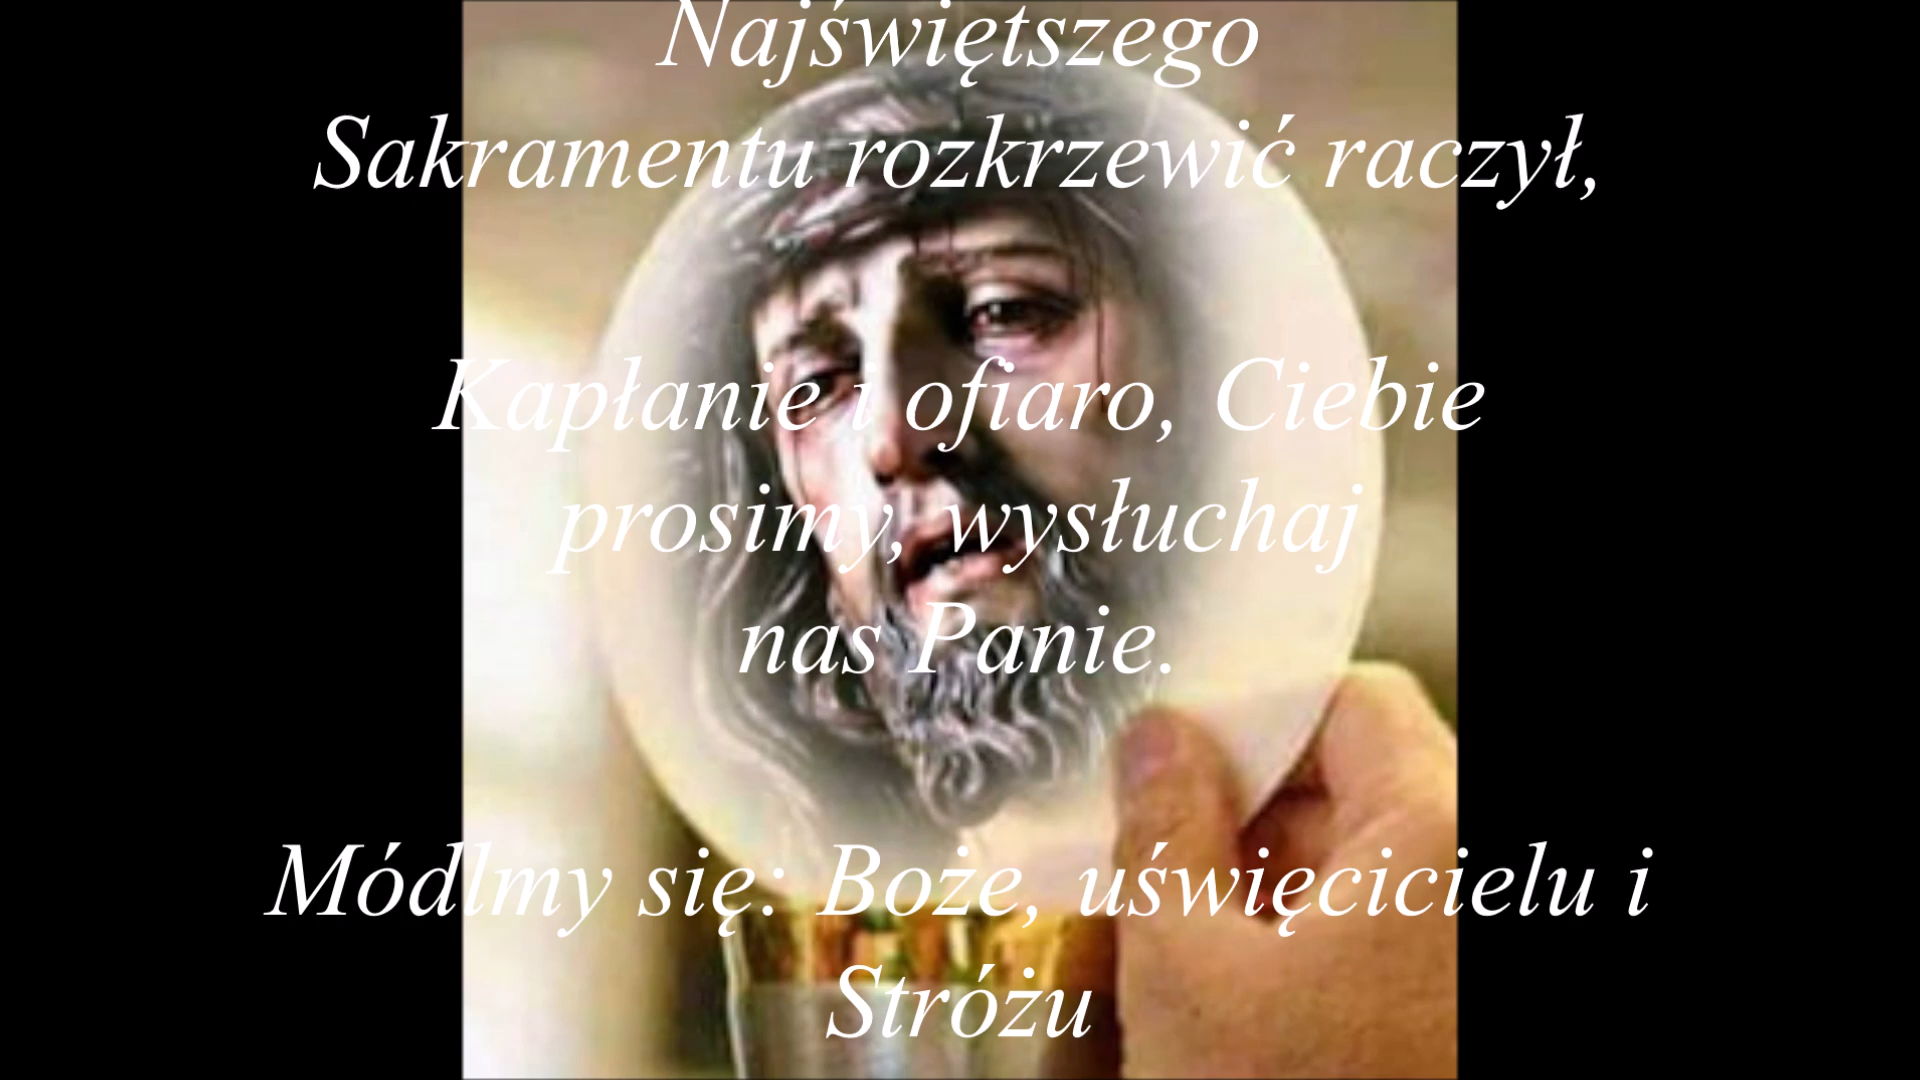 Najświętszego
Sakramentu rozkrzewić raczył,
Kapłanie i ofiaro, Ciebie
prosimy, wysłuchaj
nas Panie.
Módlmy się: Boże, uświęcicielu i
Stróżu